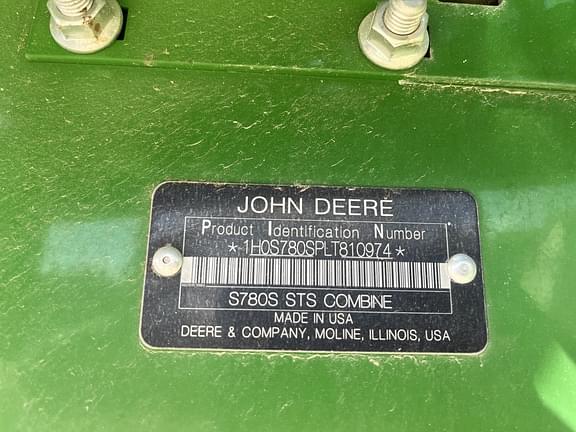 JOHN DEERE
Product Identification Number
*1H0S780SPLT810974*
S780S STS COMBINE
MADE IN USA
DEERE & COMPANY, MOLINE, ILLINOIS, USA